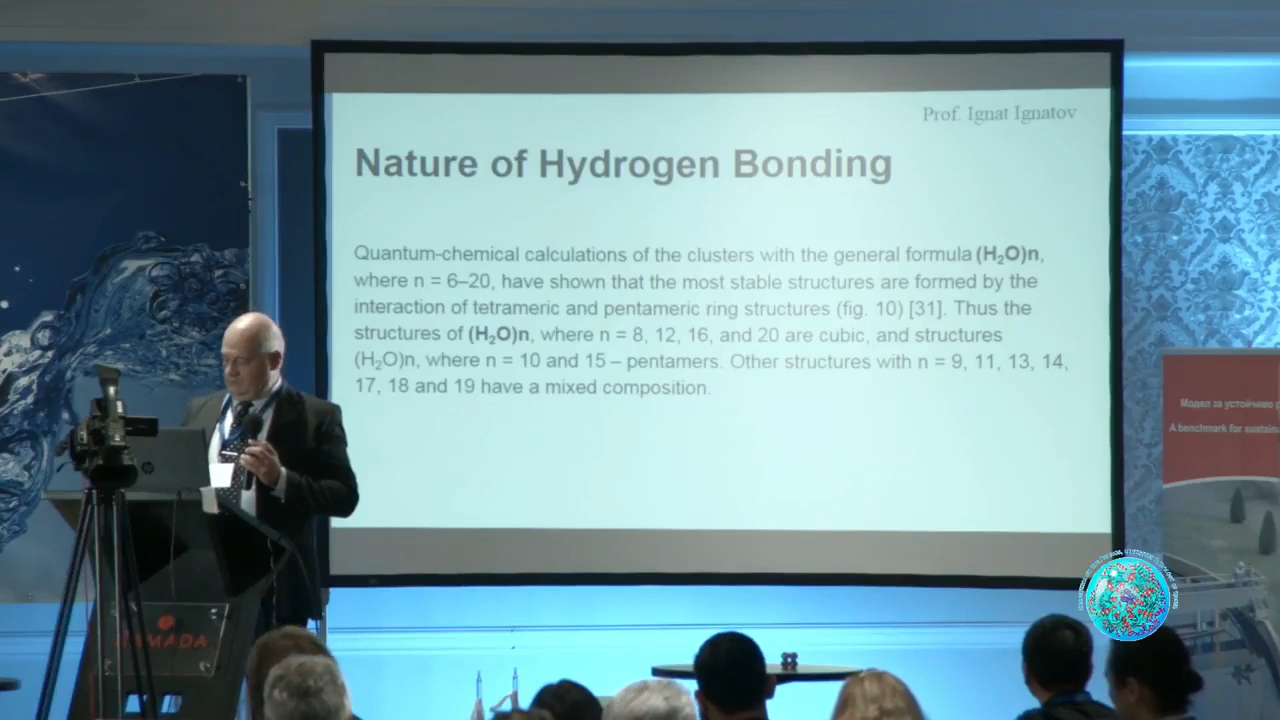 Prof. Ignat Ignatov
Nature of Hydrogen Bonding
Quantum-chemical calculations of the clusters with the general formula (H₂O)n,
where n = 6–20, have shown that the most stable structures are formed by the
interaction of tetrameric and pentameric ring structures (fig. 10) [31]. Thus the
structures of (H₂O)n, where n = 8, 12, 16, and 20 are cubic, and structures
(H₂O)n, where n = 10 and 15 – pentamers. Other structures with n = 9, 11, 13, 14,
17, 18 and 19 have a mixed composition.
Модел за устойчиво
A benchmark for
hp
RAMADA